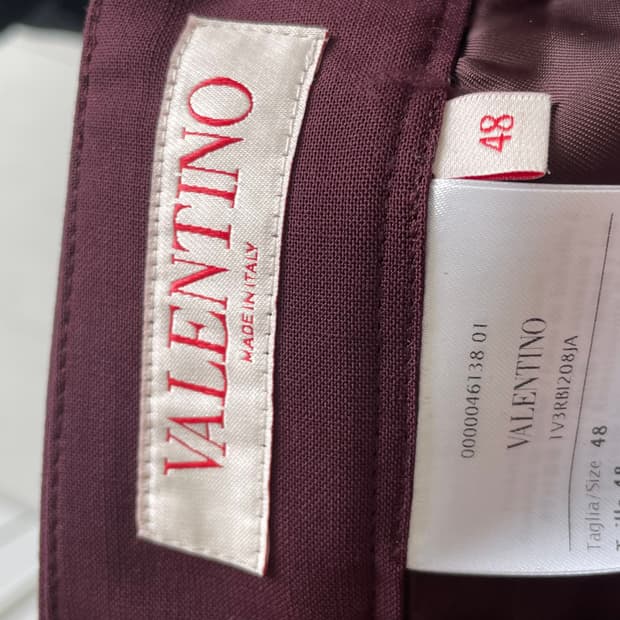 VALENTINO
MADE IN ITALY
48
0000046138 01
VALENTINO
1V3RB1208JA
Taglia/Size 48